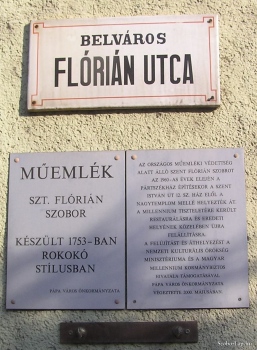 BELVÁROS
FLÓRIÁN UTCA
MŰEMLÉK
SZT. FLÓRIÁN
SZOBOR
KÉSZÜLT 1753-BAN
ROKOKÓ
STÍLUSBAN
PÁPA VÁROS ÖNKORMÁNYZATA
AZ ORSZÁGOS MŰEMLÉKI VÉDETTSÉG
ALATT ÁLLÓ SZENT FLÓRIÁN SZOBROT
AZ ÉVEK ELEJÉN A
PÁRTSZÉKHÁZ ÉPÍTÉSEKOR A SZENT
ISTVÁN ÚT 12. SZ. HÁZ ELŐL A
NAGYTEMPLOM MELLÉ HELYEZTÉK ÁT
A MILLENNIUM TISZTELETÉRE KERÜLT
RESTAURÁLÁSRA ÉS EREDETI
HELYÉNEK KÖZELÉBEN ÚJRA
FELÁLLÍTÁSRA.
A FELÚJÍTÁST ÉS ÁTHELYEZÉST A
NEMZETI KULTURÁLIS ÖRÖKSÉG
MINISZTÉRIUMA ÉS A MAGYAR
MILLENNIUM KORMÁNYBIZTOS
HIVATALA TÁMOGATÁSÁVAL
PÁPA VÁROS ÖNKORMÁNYZATA
VÉGEZTETTE 2001. MÁJUSÁBAN.